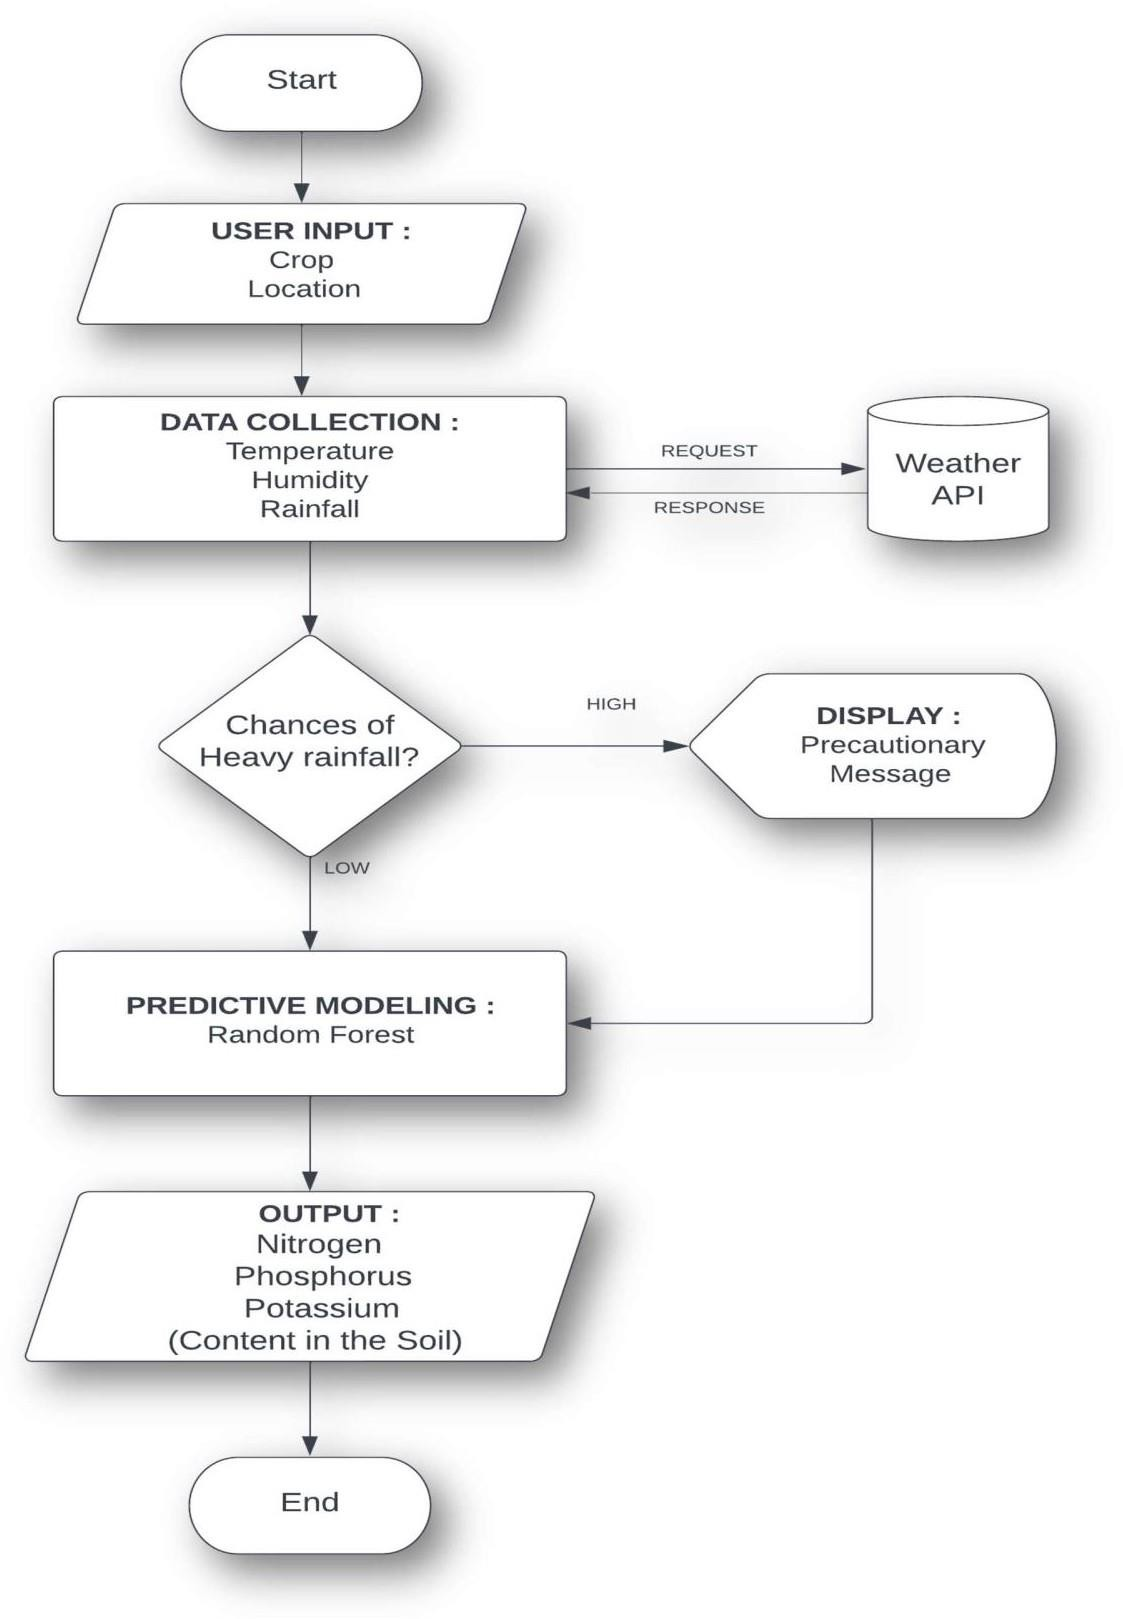 Start
USER INPUT :
Crop
Location
DATA COLLECTION :
Temperature
Humidity
Rainfall
REQUEST
RESPONSE
Weather
API
Chances of
Heavy rainfall?
HIGH
DISPLAY :
Precautionary
Message
LOW
PREDICTIVE MODELING :
Random Forest
OUTPUT :
Nitrogen
Phosphorus
Potassium
(Content in the Soil)
End